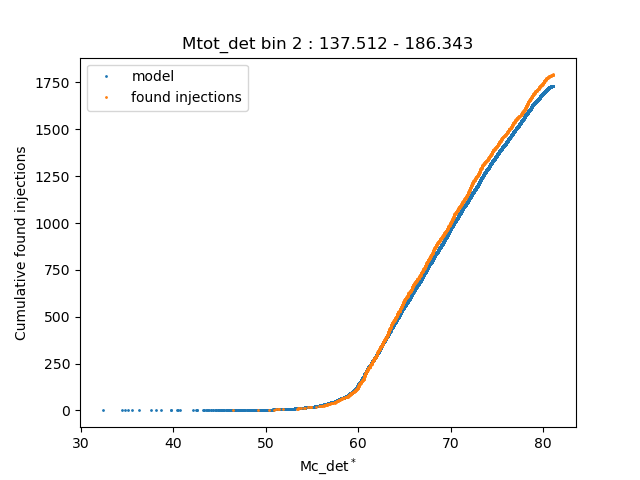 Mtot_det bin 2 : 137.512 - 186.343
model
found injections
1750
1500
1250
1000
750
500
250
0
Cumulative found injections
30 40 50 60 70 80
Mc_det*